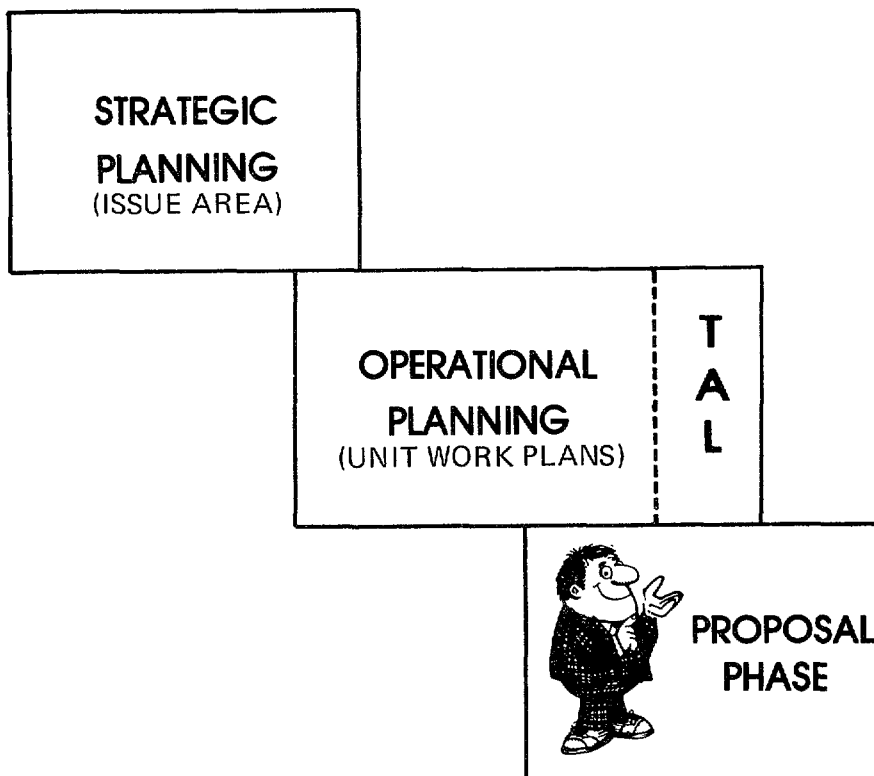 STRATEGIC
PLANNING
(ISSUE AREA)
OPERATIONAL
PLANNING
(UNIT WORK PLANS)
T
A
L
PROPOSAL
PHASE